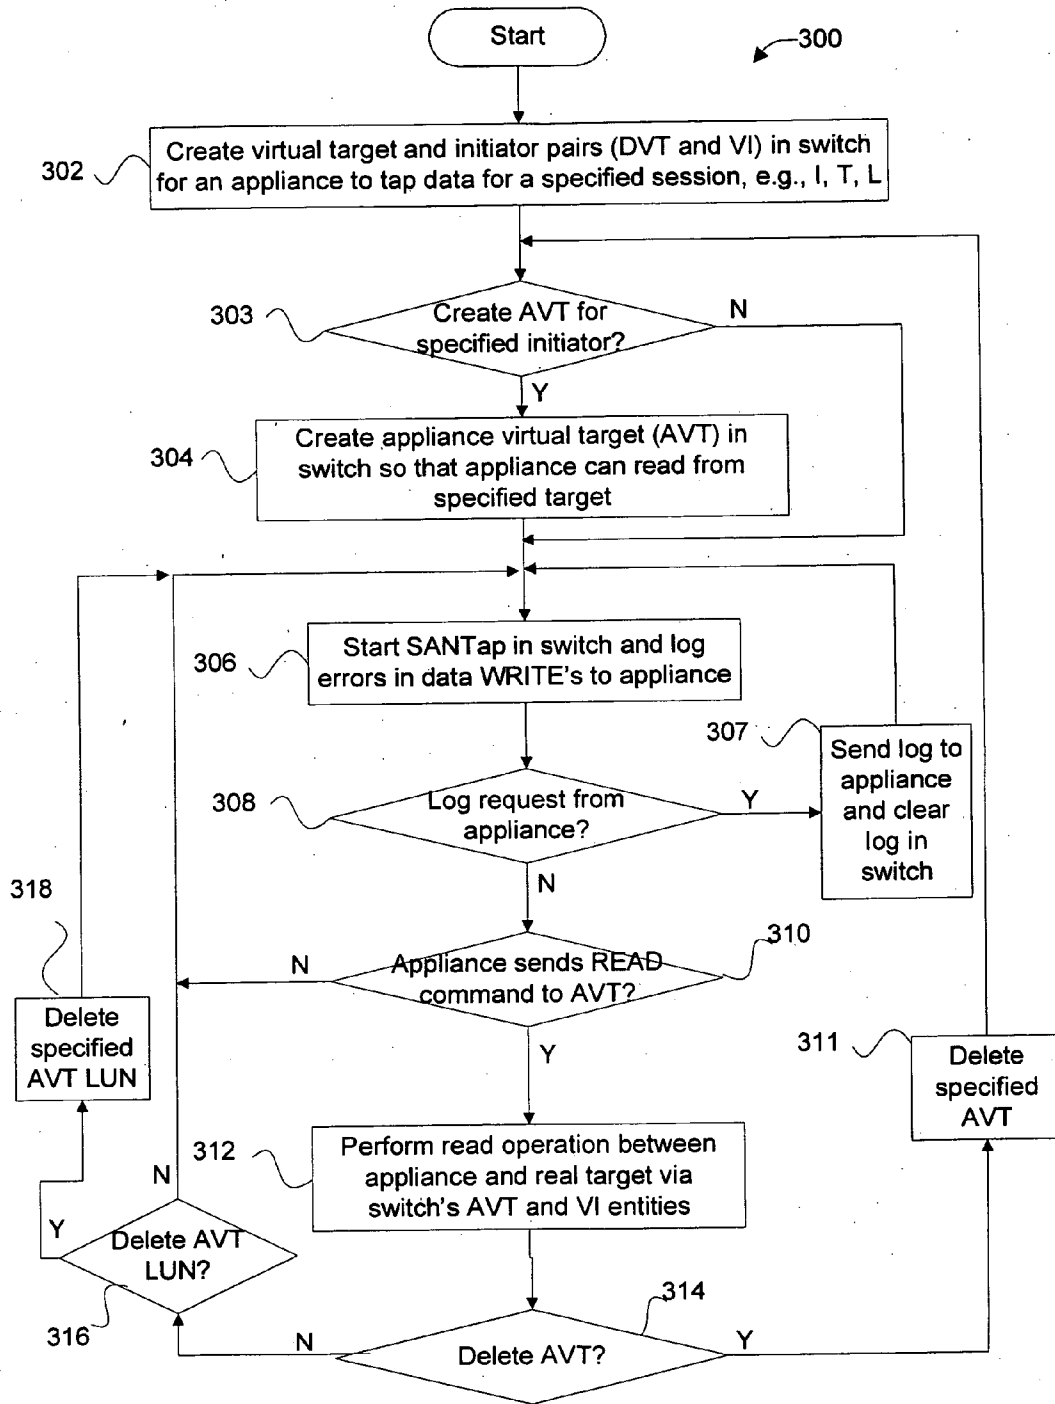 Start
300
302
Create virtual target and initiator pairs (DVT and VI) in switch
for an appliance to tap data for a specified session, e.g., I, T, L
303
Create AVT for
specified initiator?
N
Y
304
Create appliance virtual target (AVT) in
switch so that appliance can read from
specified target
306
Start SANTap in switch and log
errors in data WRITE's to appliance
307
Send log to
appliance
and clear
log in
switch
308
Log request from
appliance?
Y
N
318
Delete
specified
AVT LUN
310
Appliance sends READ
command to AVT?
N
Y
311
Delete
specified
AVT
312
Perform read operation between
appliance and real target via
switch's AVT and VI entities
N
Y
Delete AVT
LUN?
316
314
Delete AVT?
N
Y